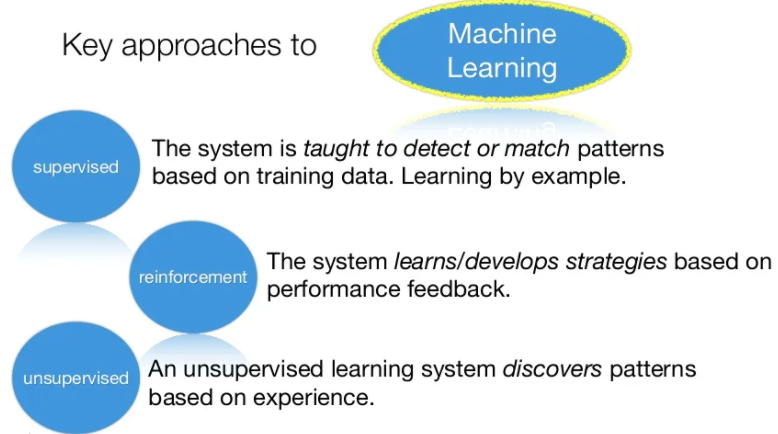 Key approaches to
Machine
Learning
supervised
The system is taught to detect or match patterns
based on training data. Learning by example.
reinforcement
The system learns/develops strategies based on
performance feedback.
unsupervised
An unsupervised learning system discovers patterns
based on experience.